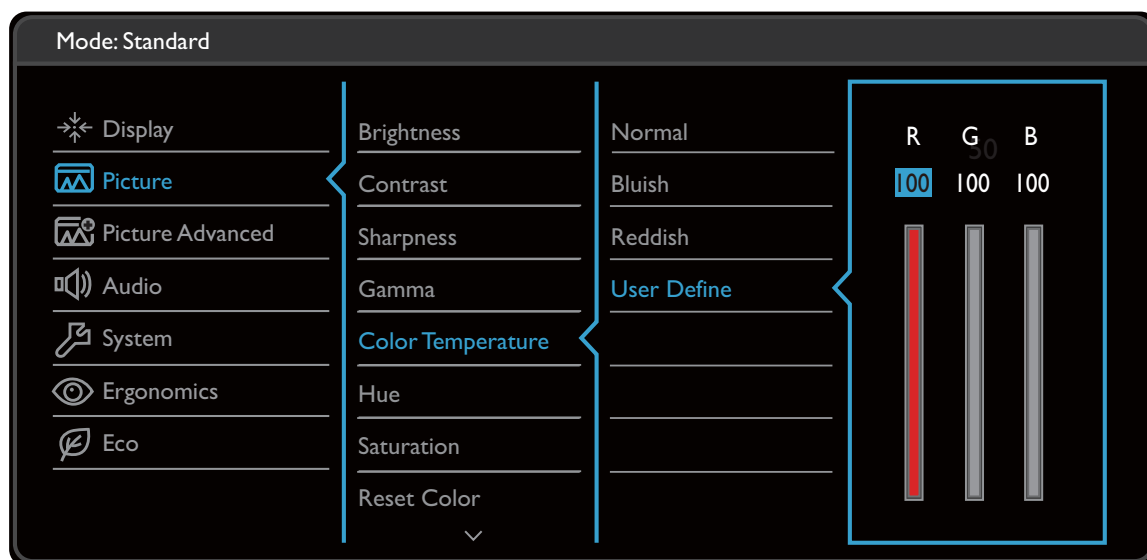 Mode: Standard
Display
Picture
Picture Advanced
Audio
System
Ergonomics
Eco
Brightness
Contrast
Sharpness
Gamma
Color Temperature
Hue
Saturation
Reset Color
Normal
Bluish
Reddish
User Define
R G B
50
100 100 100